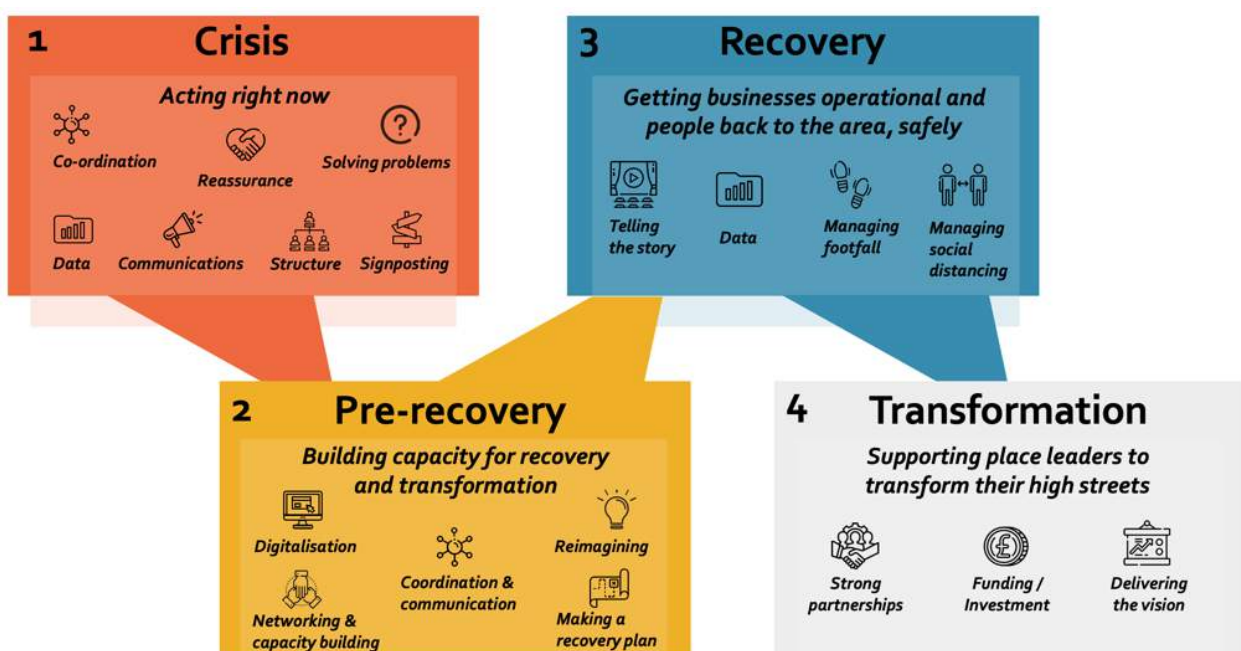 1 Crisis
Acting right now
Co-ordination
Reassurance
Solving problems
Data
Communications
Structure
Signposting
2 Pre-recovery
Building capacity for recovery
and transformation
Digitalisation
Coordination &
communication
Reimagining
Networking &
capacity building
Making a
recovery plan
3 Recovery
Getting businesses operational and
people back to the area, safely
Telling
the story
Data
Managing
footfall
Managing
social
distancing
4 Transformation
Supporting place leaders to
transform their high streets
Strong
partnerships
Funding /
Investment
Delivering
the vision